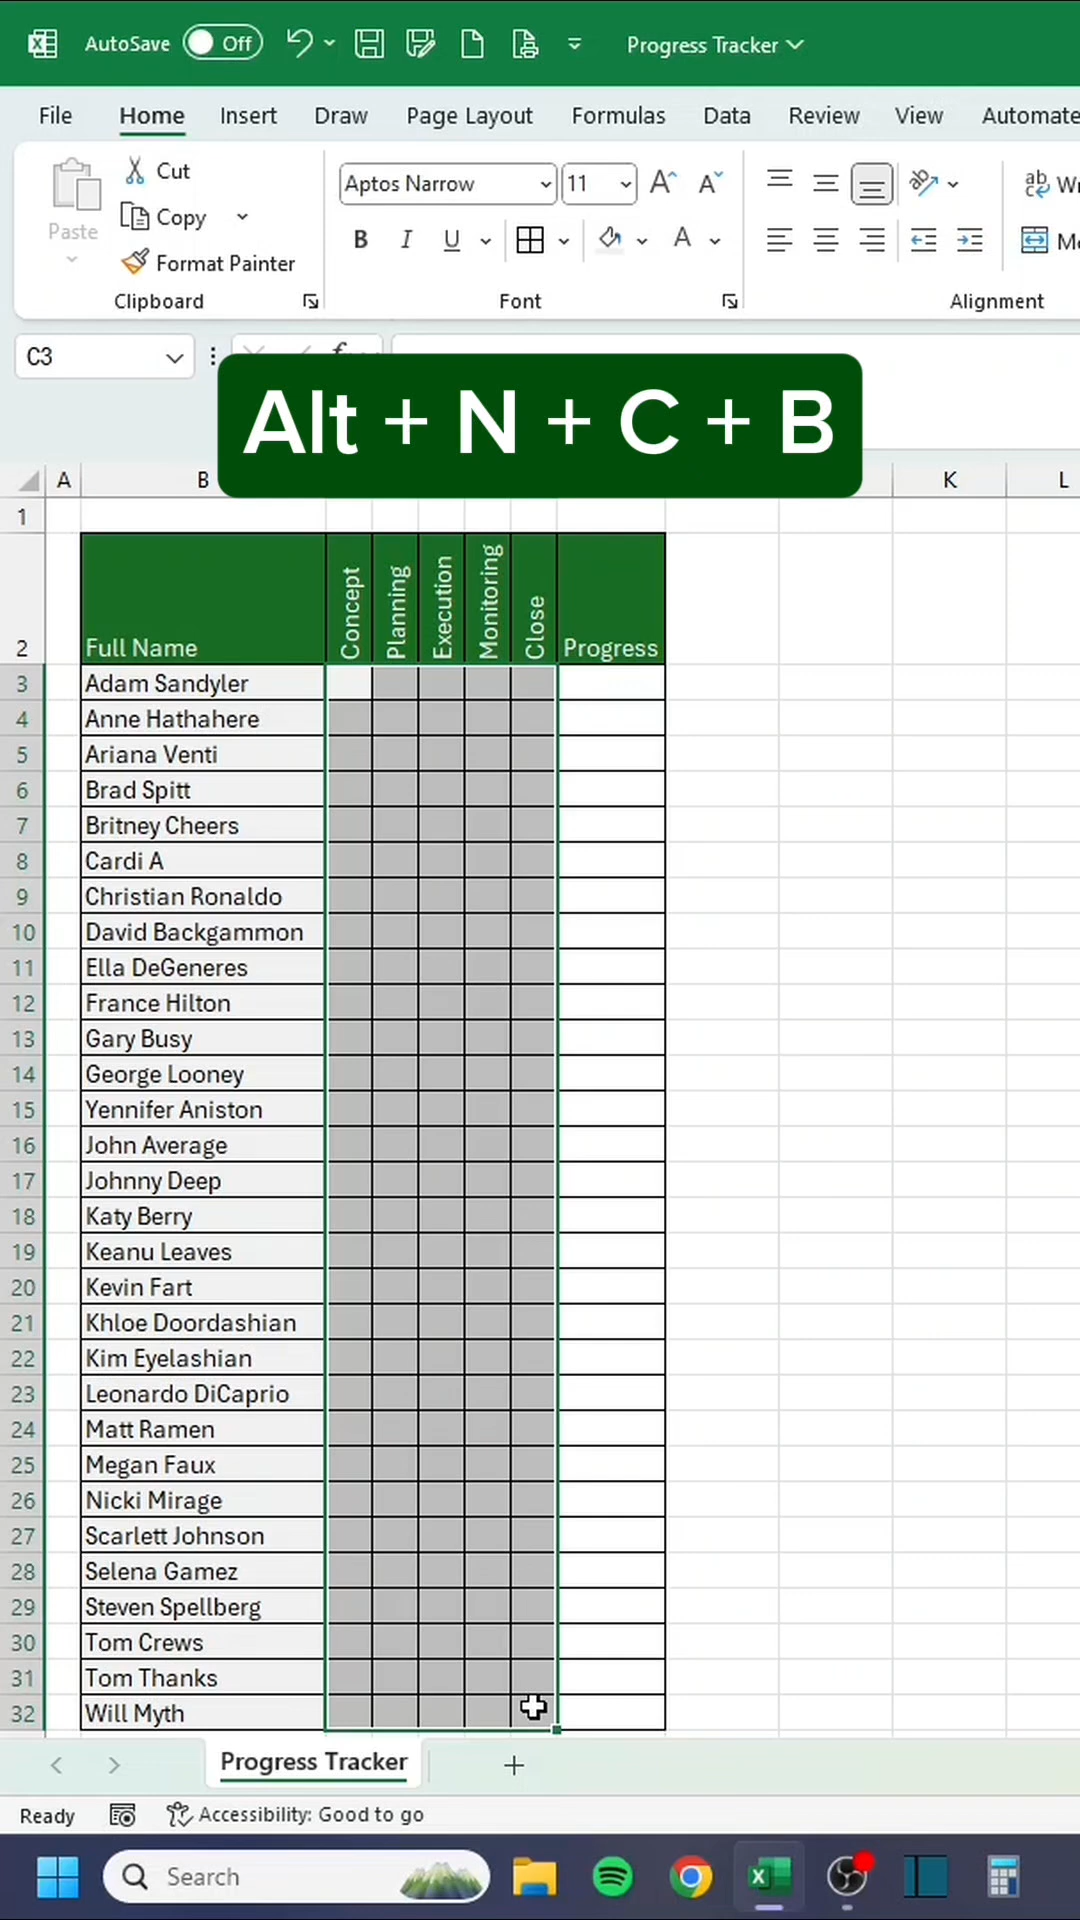 AutoSave Off Progress Tracker
File Home Insert Draw Page Layout Formulas Data Review View Automate
Paste
Cut
Copy
Format Painter
Clipboard
Aptos Narrow 11
B I U A
Font
Alignment
C3
Alt + N + C + B
A B K L
1
2 Full Name Concept Planning Execution Monitoring Close Progress
3 Adam Sandyler
4 Anne Hathahere
5 Ariana Venti
6 Brad Spitt
7 Britney Cheers
8 Cardi A
9 Christian Ronaldo
10 David Backgammon
11 Ella DeGeneres
12 France Hilton
13 Gary Busy
14 George Looney
15 Yennifer Aniston
16 John Average
17 Johnny Deep
18 Katy Berry
19 Keanu Leaves
20 Kevin Fart
21 Khloe Doordashian
22 Kim Eyelashian
23 Leonardo DiCaprio
24 Matt Ramen
25 Megan Faux
26 Nicki Mirage
27 Scarlett Johnson
28 Selena Gamez
29 Steven Spellberg
30 Tom Crews
31 Tom Thanks
32 Will Myth
Progress Tracker
Ready Accessibility: Good to go
Search